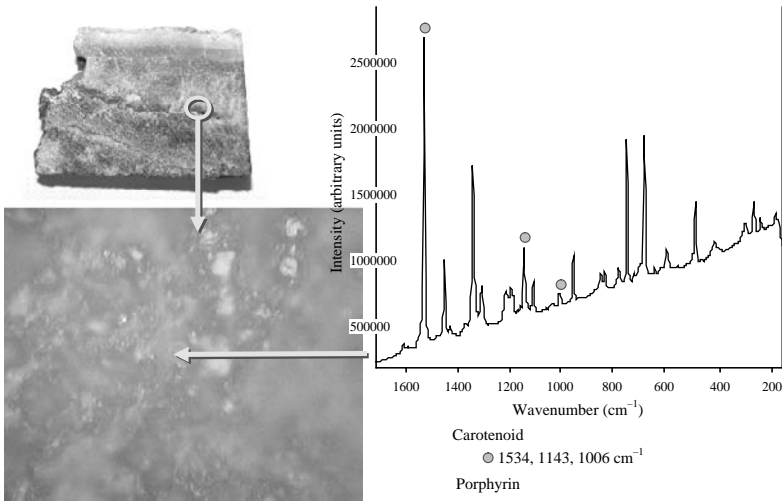 Intensity (arbitrary units)
2500000
2000000
1500000
1000000
500000
1600 1400 1200 1000 800 600 400 200
Wavenumber (cm⁻¹)
Carotenoid
1534, 1143, 1006 cm⁻¹
Porphyrin